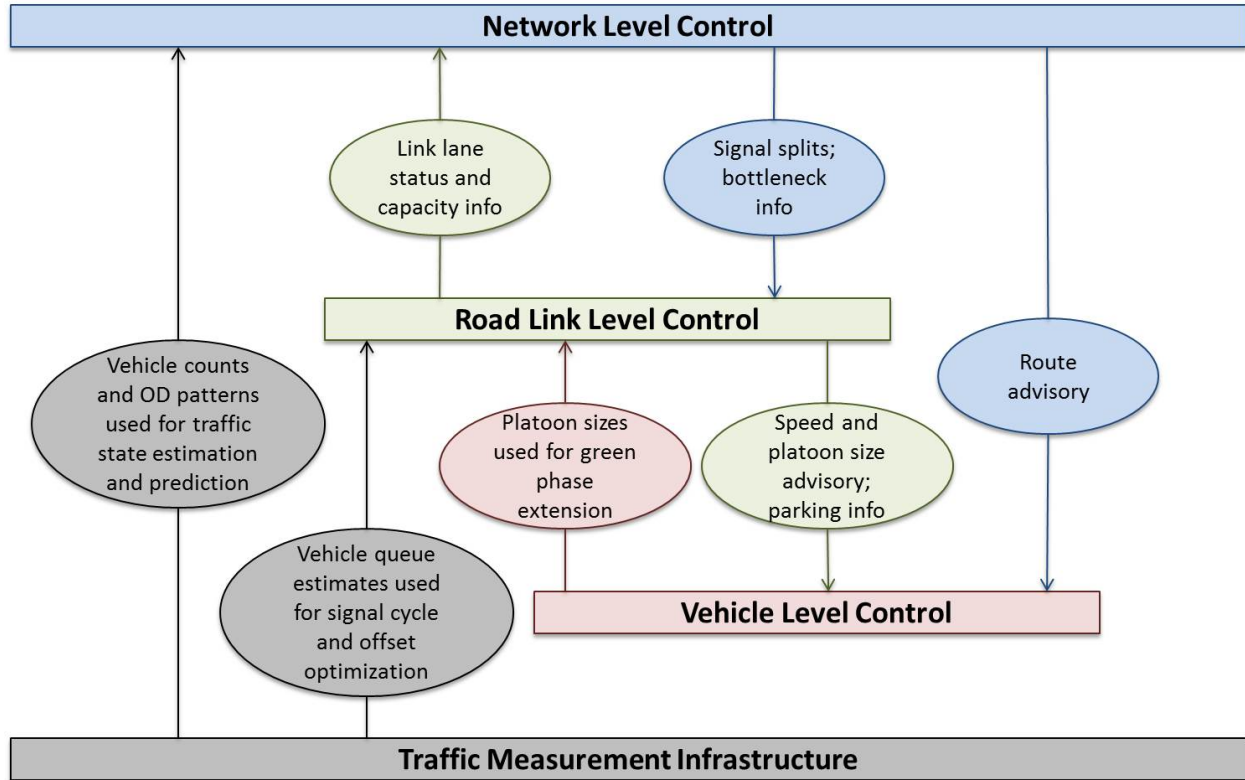 Network Level Control
Link lane
status and
capacity info
Signal splits;
bottleneck
info
Road Link Level Control
Vehicle counts
and OD patterns
used for traffic
state estimation
and prediction
Route
advisory
Platoon sizes
used for green
phase
extension
Speed and
platoon size
advisory;
parking info
Vehicle queue
estimates used
for signal cycle
and offset
optimization
Vehicle Level Control
Traffic Measurement Infrastructure